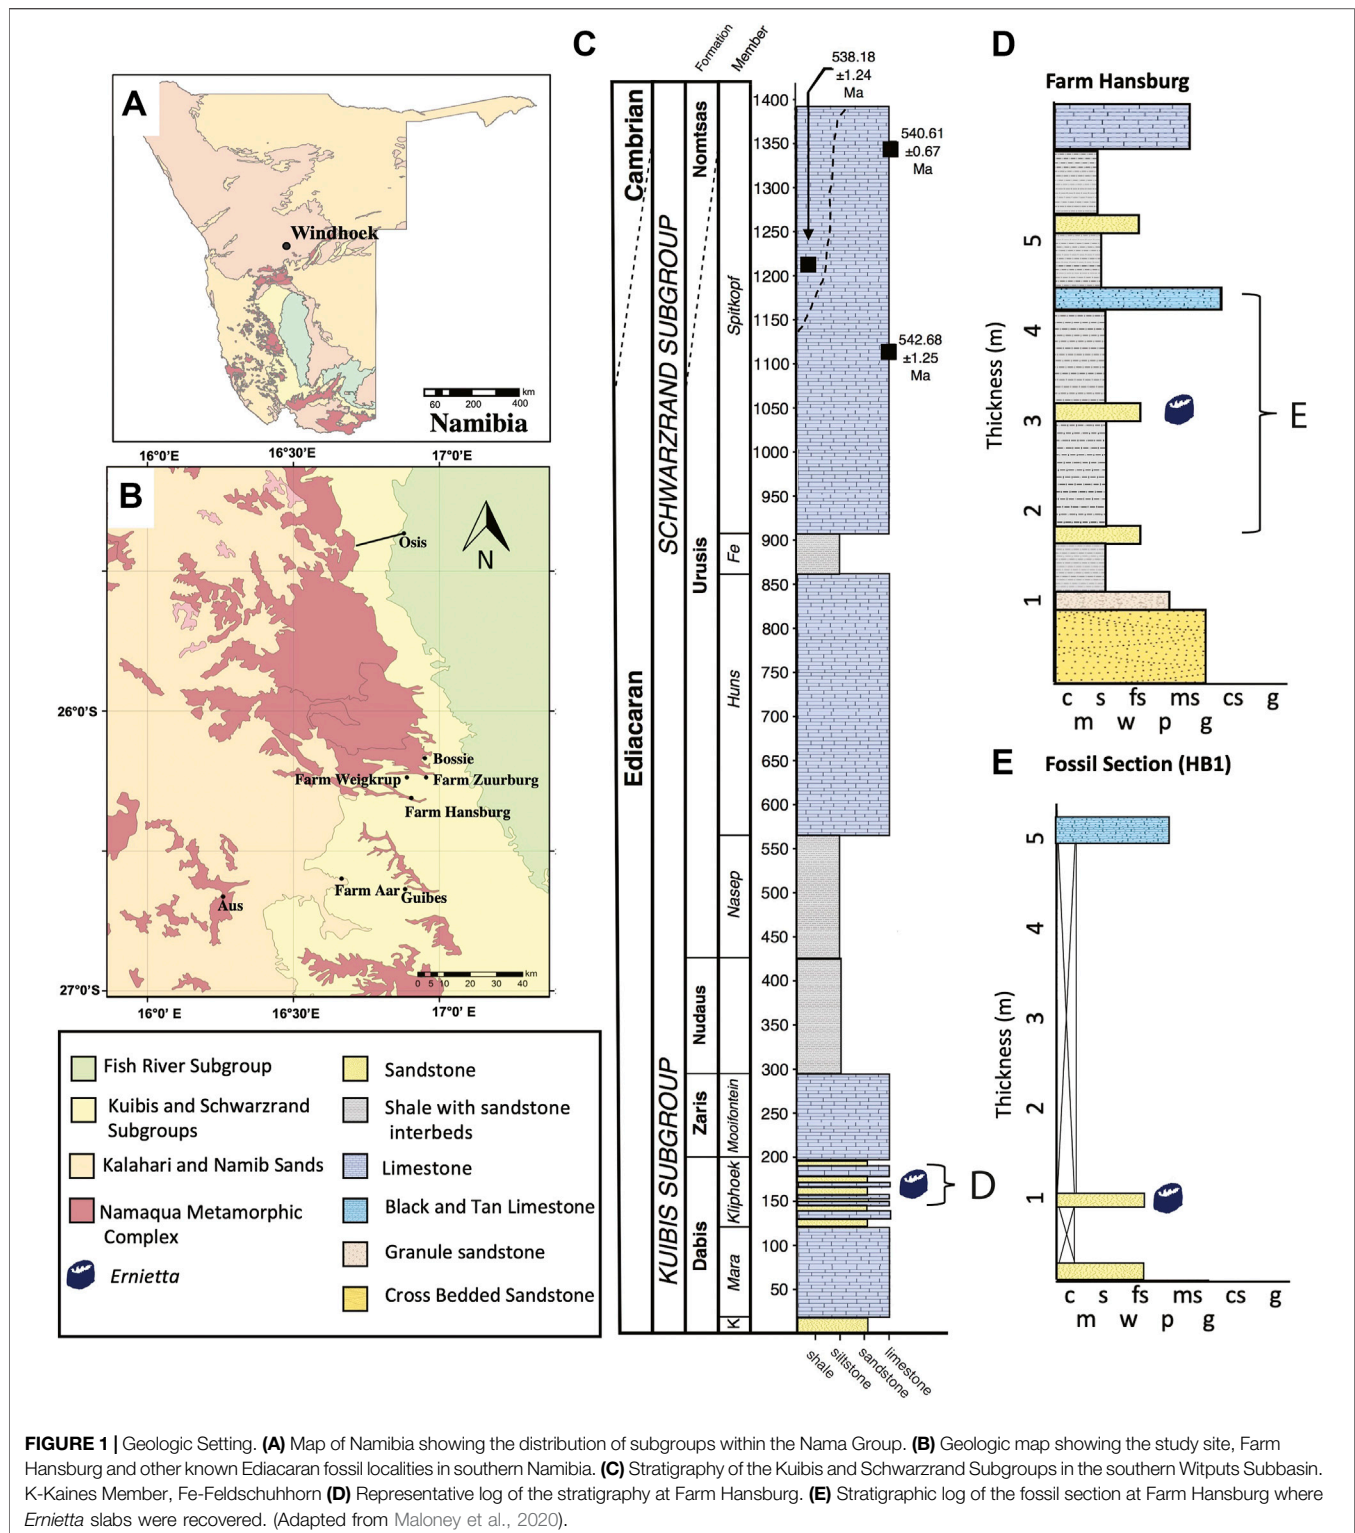 A
Windhoek
km
60 200 400
Namibia
16°0'E 16°30'E 17°0'E
B
Osis
N
26°0'S
Bossie
Farm Weigkrup
Farm Zuurburg
Farm Hansburg
Farm Aar
Guibes
Aus
km
0 5 10 20 30 40
27°0'S
16°0' E 16°30'E 17°0' E
Fish River Subgroup
Kuibis and Schwarzrand
Subgroups
Kalahari and Namib Sands
Namaqua Metamorphic
Complex
Ernietta
Sandstone
Shale with sandstone
interbeds
Limestone
Black and Tan Limestone
Granule sandstone
Cross Bedded Sandstone
C
Formation
Member
Cambrian
Ediacaran
SCHWARZRAND SUBGROUP
KUIBIS SUBGROUP
Nomtsas
Urusis
Nudaus
Zaris
Dabis
Spitkopf
Fe
Huns
Nasep
Mooifontein
Kliphoek
Mara
K
1400
1350
1300
1250
1200
1150
1100
1050
1000
950
900
850
800
750
700
650
600
550
500
450
400
350
300
250
200
150
100
50
538.18
±1.24
Ma
540.61
±0.67
Ma
542.68
±1.25
Ma
D
shale
siltstone
sandstone
limestone
D
Farm Hansburg
Thickness (m)
5
4
3
2
1
E
c s fs ms cs g
m w p g
E
Fossil Section (HB1)
Thickness (m)
5
4
3
2
1
c s fs ms cs g
m w p g
FIGURE 1 | Geologic Setting. (A) Map of Namibia showing the distribution of subgroups within the Nama Group. (B) Geologic map showing the study site, Farm
Hansburg and other known Ediacaran fossil localities in southern Namibia. (C) Stratigraphy of the Kuibis and Schwarzrand Subgroups in the southern Witputs Subbasin.
K-Kaines Member, Fe-Feldschuhhorn (D) Representative log of the stratigraphy at Farm Hansburg. (E) Stratigraphic log of the fossil section at Farm Hansburg where
Ernietta slabs were recovered. (Adapted from Maloney et al., 2020).